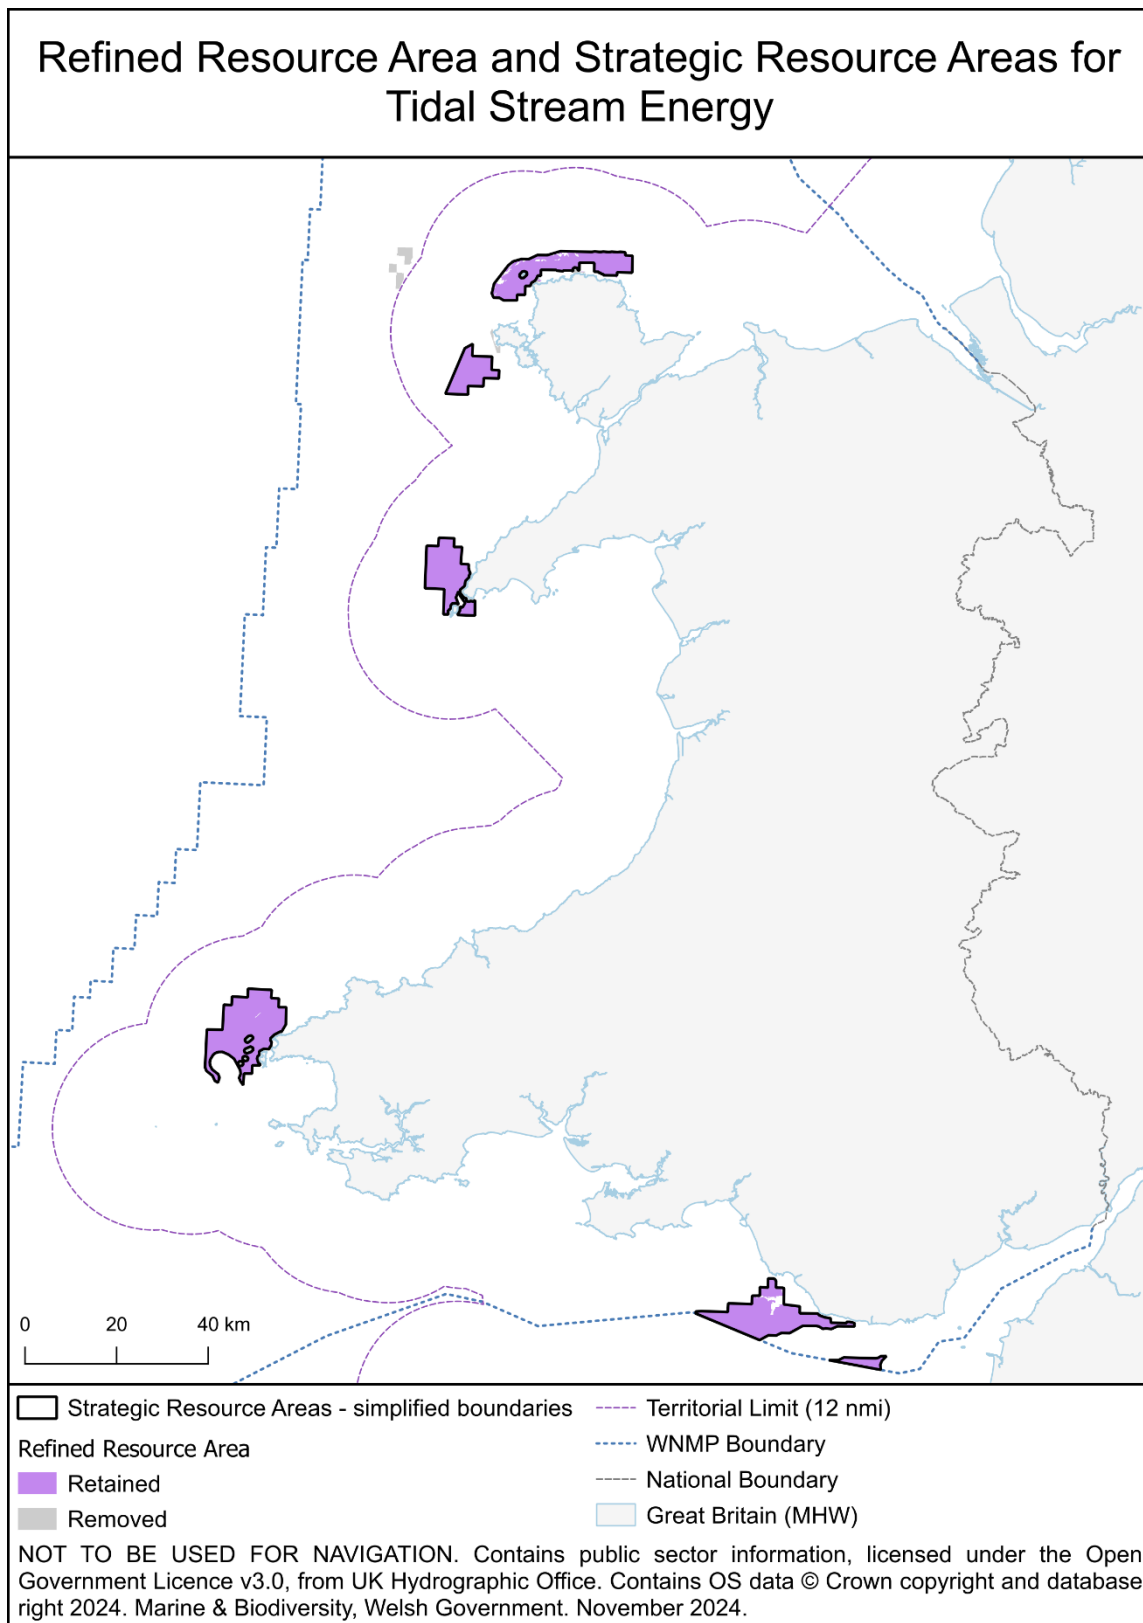 Refined Resource Area and Strategic Resource Areas for
Tidal Stream Energy
0 20 40 km
Strategic Resource Areas - simplified boundaries
Refined Resource Area
Retained
Removed
Territorial Limit (12 nmi)
WNMP Boundary
National Boundary
Great Britain (MHW)
NOT TO BE USED FOR NAVIGATION. Contains public sector information, licensed under the Open
Government Licence v3.0, from UK Hydrographic Office. Contains OS data © Crown copyright and database
right 2024. Marine & Biodiversity, Welsh Government. November 2024.